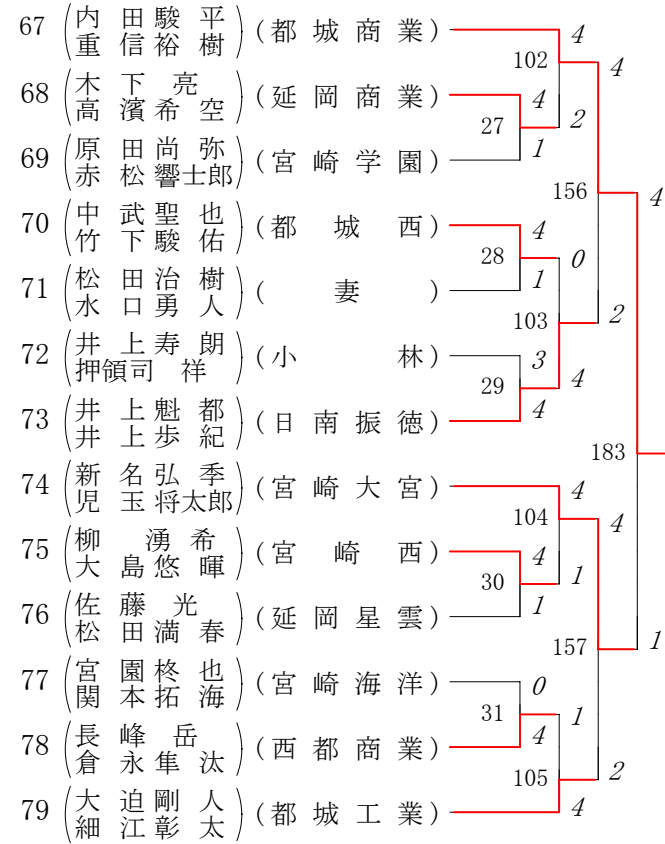 67 (内田駿平 重信裕樹) (都城商業) 4
102 4
68 (木下亮 高濱希空) (延岡商業) 4 2
27
69 (原田尚弥 赤松響士郎) (宮崎学園) 1
156 4
70 (中武聖也 竹下駿佑) (都城西) 4
28 0
71 (松田治樹 水口勇人) (妻) 1
103 2
72 (井上寿朗 押領司祥) (小林) 3
29 4
73 (井上魁都 井上歩紀) (日南振徳) 4
183
74 (新名弘季 児玉将太郎) (宮崎大宮) 4
104 4
75 (柳湧希 大島悠暉) (宮崎西) 4
30 1
76 (佐藤光 松田満春) (延岡星雲) 1
157 1
77 (宮園柊也 関本拓海) (宮崎海洋) 0
31 1
78 (長峰岳 倉永隼汰) (西都商業) 4
105 2
79 (大迫剛人 細江彰太) (都城工業) 4